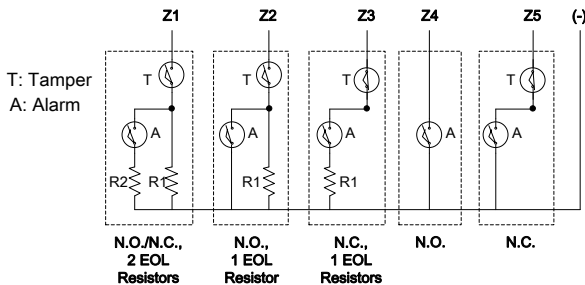 Z1 Z2 Z3 Z4 Z5 (-)
T: Tamper
A: Alarm
T T T T
A A A A A
R2 R1 R1 R1
N.O./N.C.,
2 EOL
Resistors
N.O.,
1 EOL
Resistor
N.C.,
1 EOL
Resistors
N.O.
N.C.